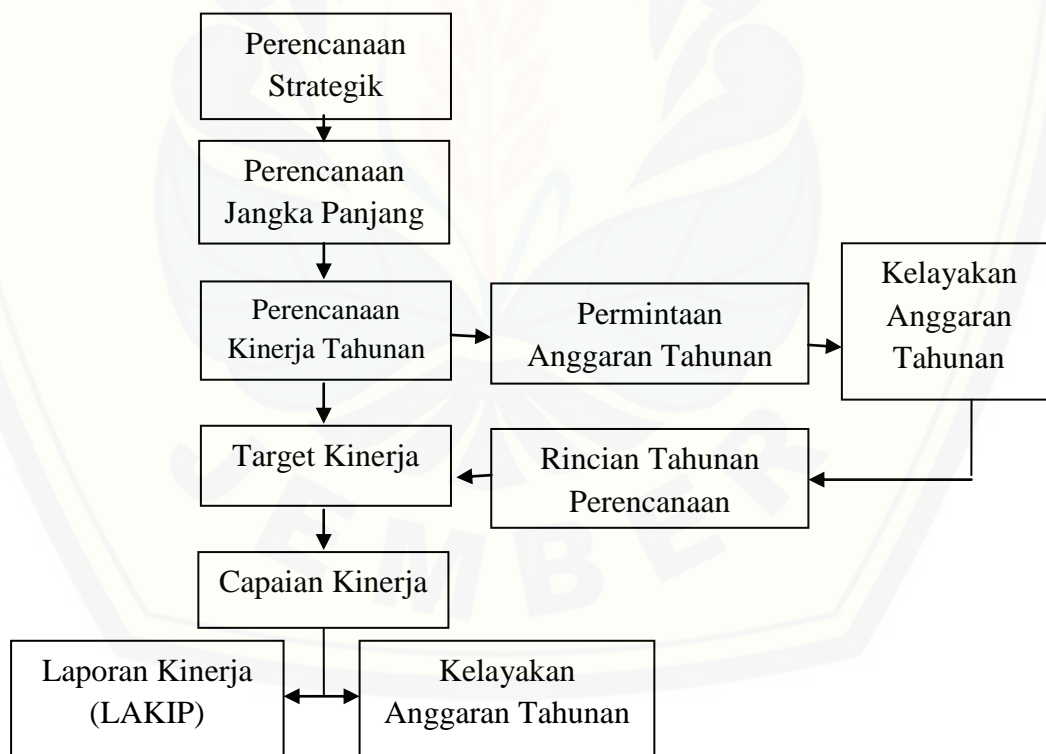 Perencanaan
Strategik
Perencanaan
Jangka Panjang
Perencanaan
Kinerja Tahunan
Permintaan
Anggaran Tahunan
Kelayakan
Anggaran
Tahunan
Target Kinerja
Rincian Tahunan
Perencanaan
Capaian Kinerja
Laporan Kinerja
(LAKIP)
Kelayakan
Anggaran Tahunan
JEMBER